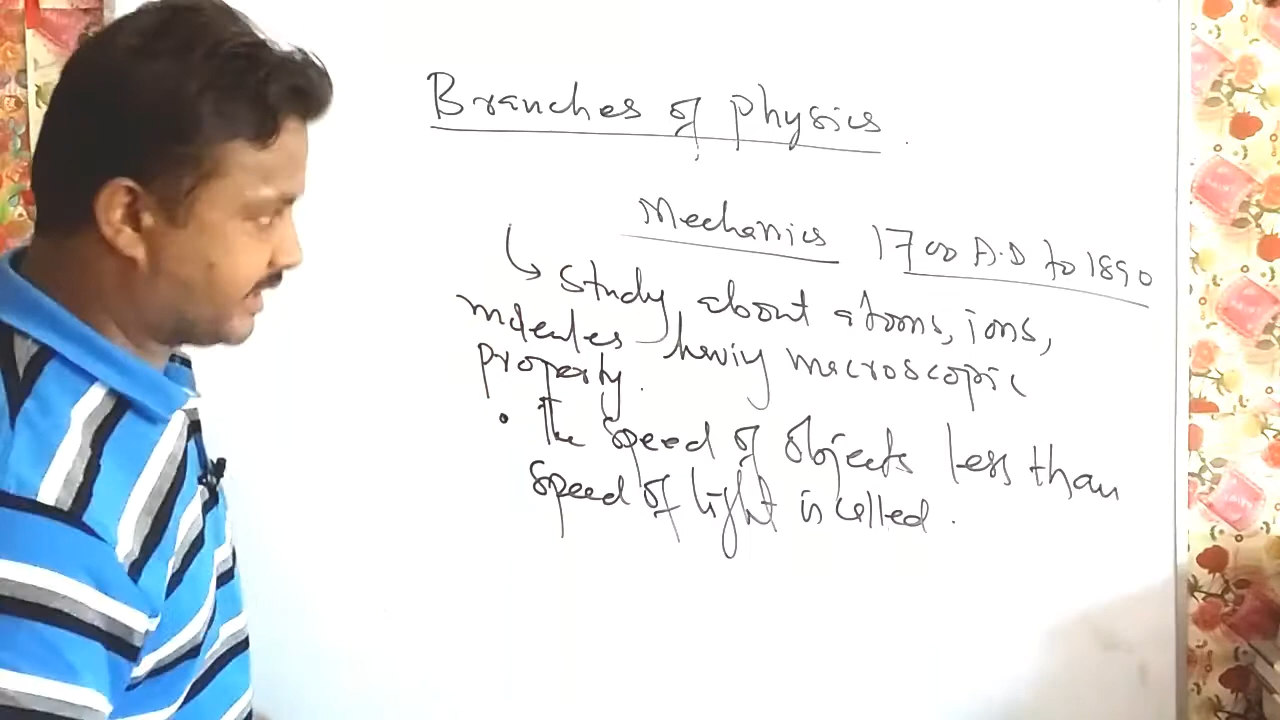 Branches of physics.
Mechanics 1700 A.D to 1890
Study about atoms, ions,
molecules having macroscopic
property.
• The speed of objects less than
speed of light is called.